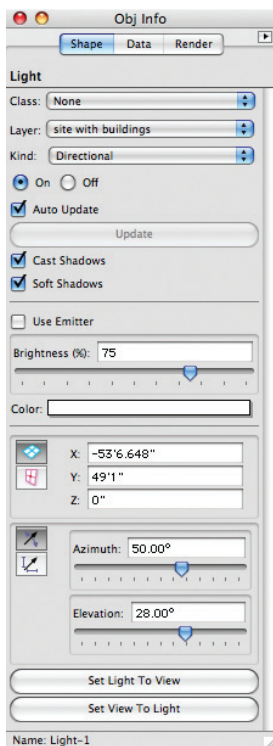 Obj Info
Shape Data Render
Light
Class: None
Layer: site with buildings
Kind: Directional
On Off
Auto Update
Update
Cast Shadows
Soft Shadows
Use Emitter
Brightness (%): 75
Color:
X: -53'6.648"
Y: 49'1"
Z: 0"
Azimuth: 50.00°
Elevation: 28.00°
Set Light To View
Set View To Light
Name: Light-1